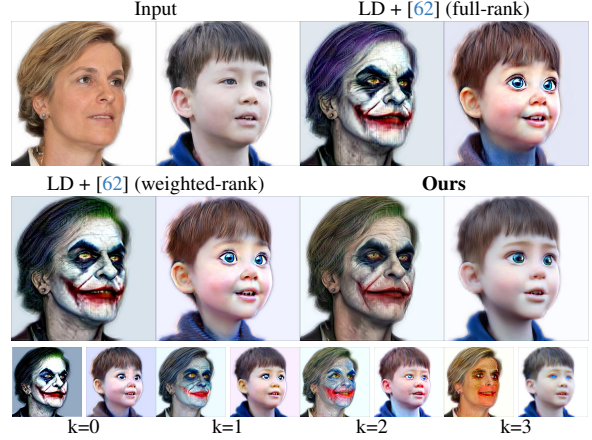 Input LD + [62] (full-rank)
LD + [62] (weighted-rank) Ours
k=0 k=1 k=2 k=3